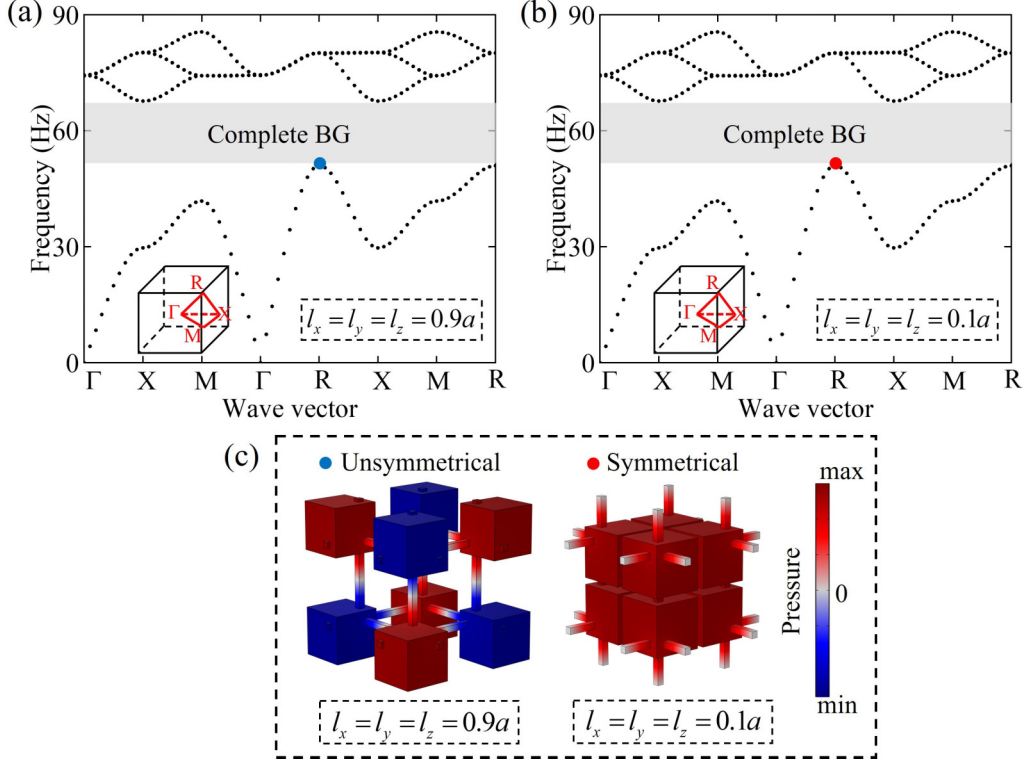 (a)
90
60
30
0
Frequency (Hz)
Complete BG
R
Γ
X
M
l_x = l_y = l_z = 0.9a
Γ X M Γ R X M R
Wave vector
(b)
90
60
30
0
Frequency (Hz)
Complete BG
R
Γ
X
M
l_x = l_y = l_z = 0.1a
Γ X M Γ R X M R
Wave vector
(c)
Unsymmetrical
Symmetrical
max
0
min
Pressure
l_x = l_y = l_z = 0.9a
l_x = l_y = l_z = 0.1a